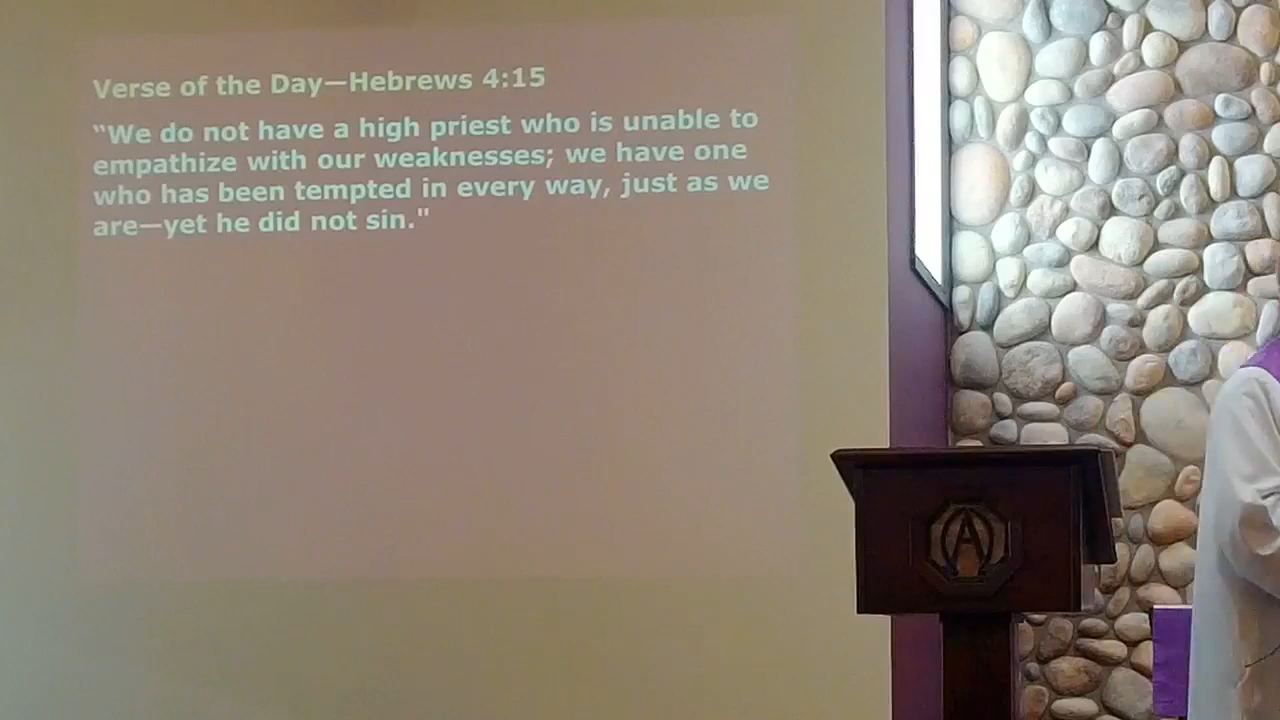 Verse of the Day—Hebrews 4:15
“We do not have a high priest who is unable to
empathize with our weaknesses; we have one
who has been tempted in every way, just as we
are—yet he did not sin."